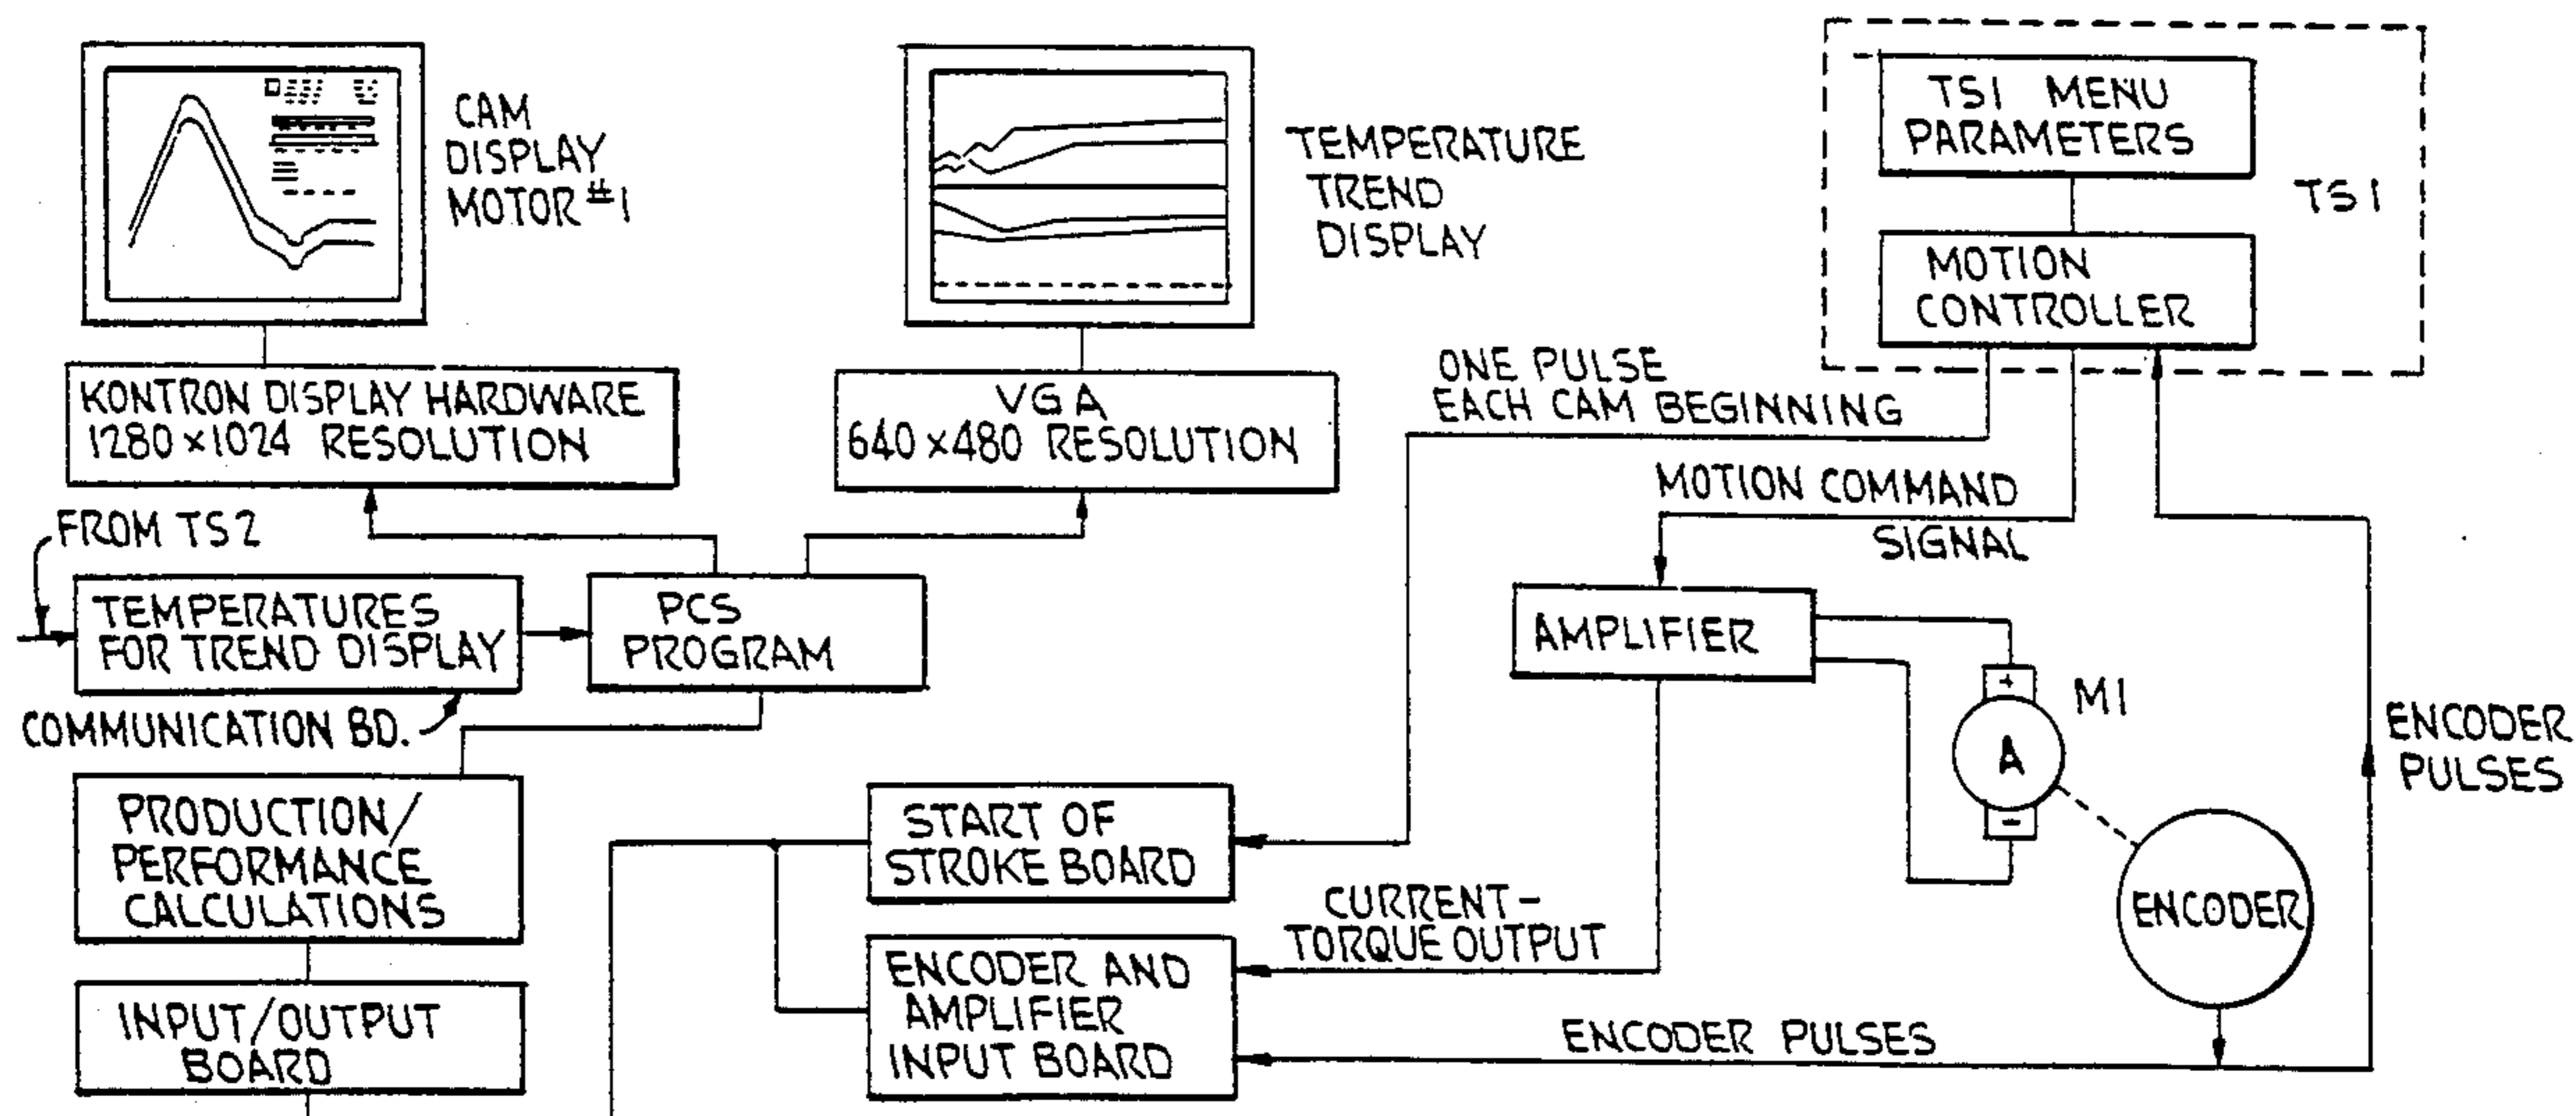 CAM
DISPLAY
MOTOR #1
TEMPERATURE
TREND
DISPLAY
TS1 MENU
PARAMETERS
TS1
MOTION
CONTROLLER
KONTRON DISPLAY HARDWARE
1280 x 1024 RESOLUTION
VGA
640 x 480 RESOLUTION
ONE PULSE
EACH CAM BEGINNING
MOTION COMMAND
SIGNAL
FROM TS2
TEMPERATURES
FOR TREND DISPLAY
PCS
PROGRAM
COMMUNICATION BD.
AMPLIFIER
+
M1
A
-
ENCODER
PULSES
PRODUCTION/
PERFORMANCE
CALCULATIONS
START OF
STROKE BOARD
ENCODER
CURRENT-
TORQUE OUTPUT
ENCODER AND
AMPLIFIER
INPUT BOARD
INPUT/OUTPUT
BOARD
ENCODER PULSES